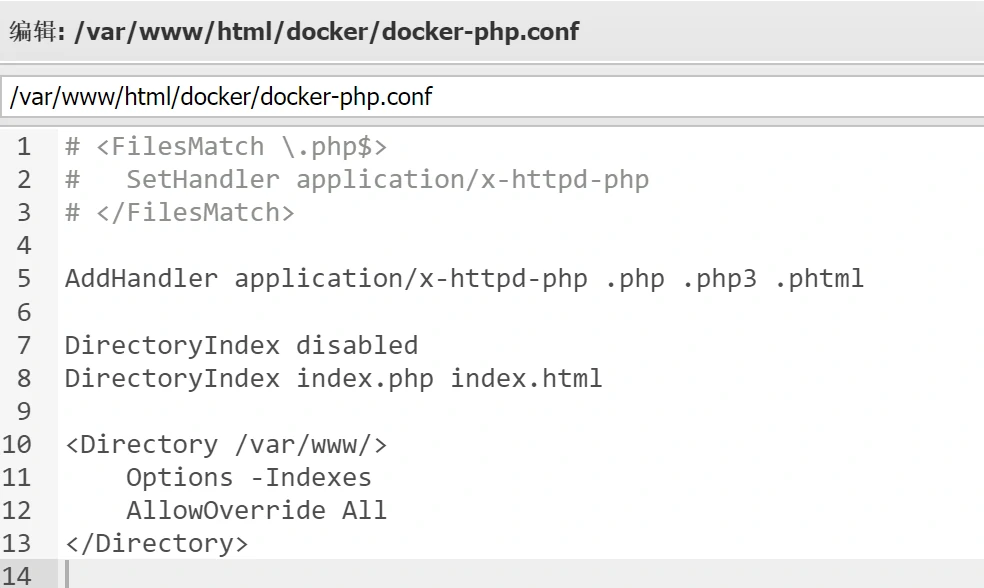 编辑: /var/www/html/docker/docker-php.conf
/var/www/html/docker/docker-php.conf
1 # <FilesMatch \.php$>
2 #   SetHandler application/x-httpd-php
3 # </FilesMatch>
4
5 AddHandler application/x-httpd-php .php .php3 .phtml
6
7 DirectoryIndex disabled
8 DirectoryIndex index.php index.html
9
10 <Directory /var/www/>
11     Options -Indexes
12     AllowOverride All
13 </Directory>
14